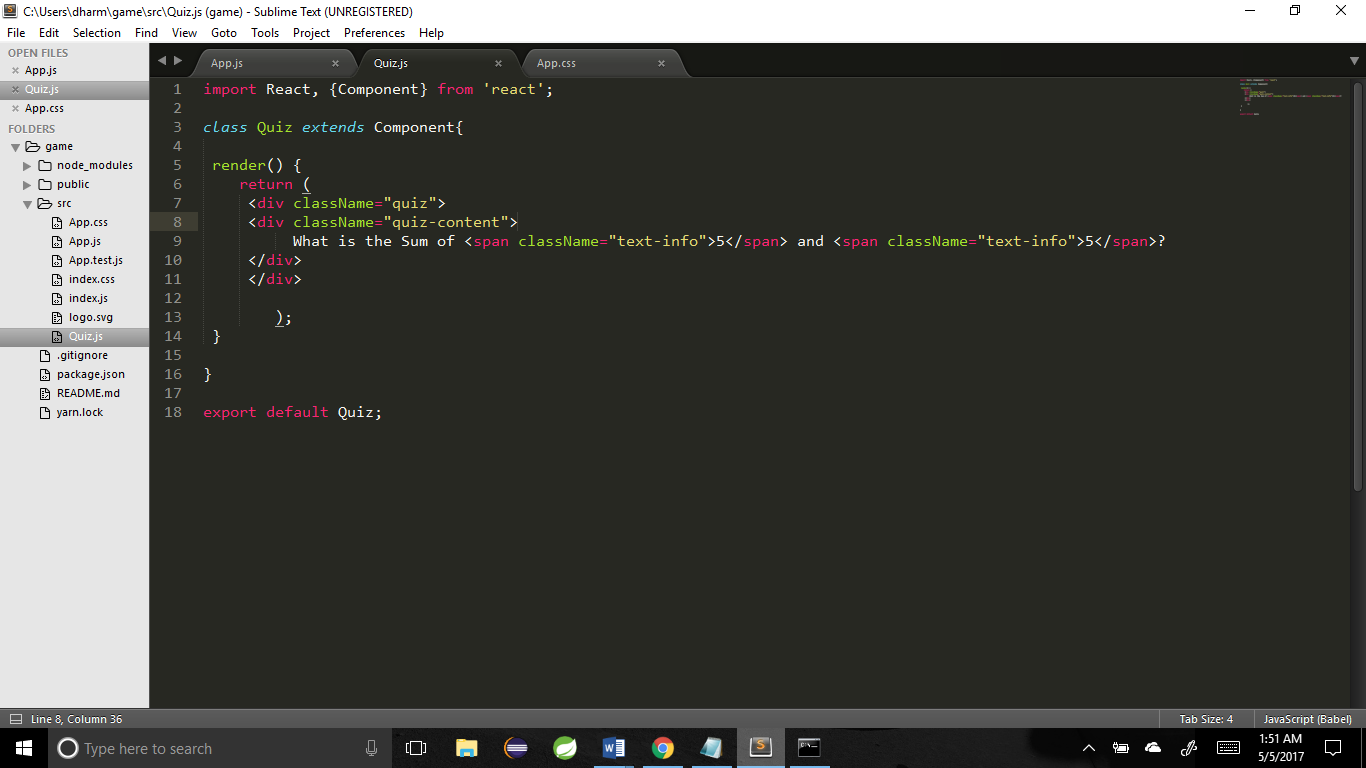 C:\Users\dharm\game\src\Quiz.js (game) - Sublime Text (UNREGISTERED)
File Edit Selection Find View Goto Tools Project Preferences Help
OPEN FILES
App.js
Quiz.js
App.css
FOLDERS
game
node_modules
public
src
App.css
App.js
App.test.js
index.css
index.js
logo.svg
Quiz.js
.gitignore
package.json
README.md
yarn.lock
App.js Quiz.js App.css
1 import React, {Component} from 'react';
2
3 class Quiz extends Component{
4
5 render() {
6 return (
7 <div className="quiz">
8 <div className="quiz-content">
9 What is the Sum of <span className="text-info">5</span> and <span className="text-info">5</span>?
10 </div>
11 </div>
12
13 );
14 }
15
16 }
17
18 export default Quiz;
Line 8, Column 36 Tab Size: 4 JavaScript (Babel)
Type here to search
1:51 AM
5/5/2017